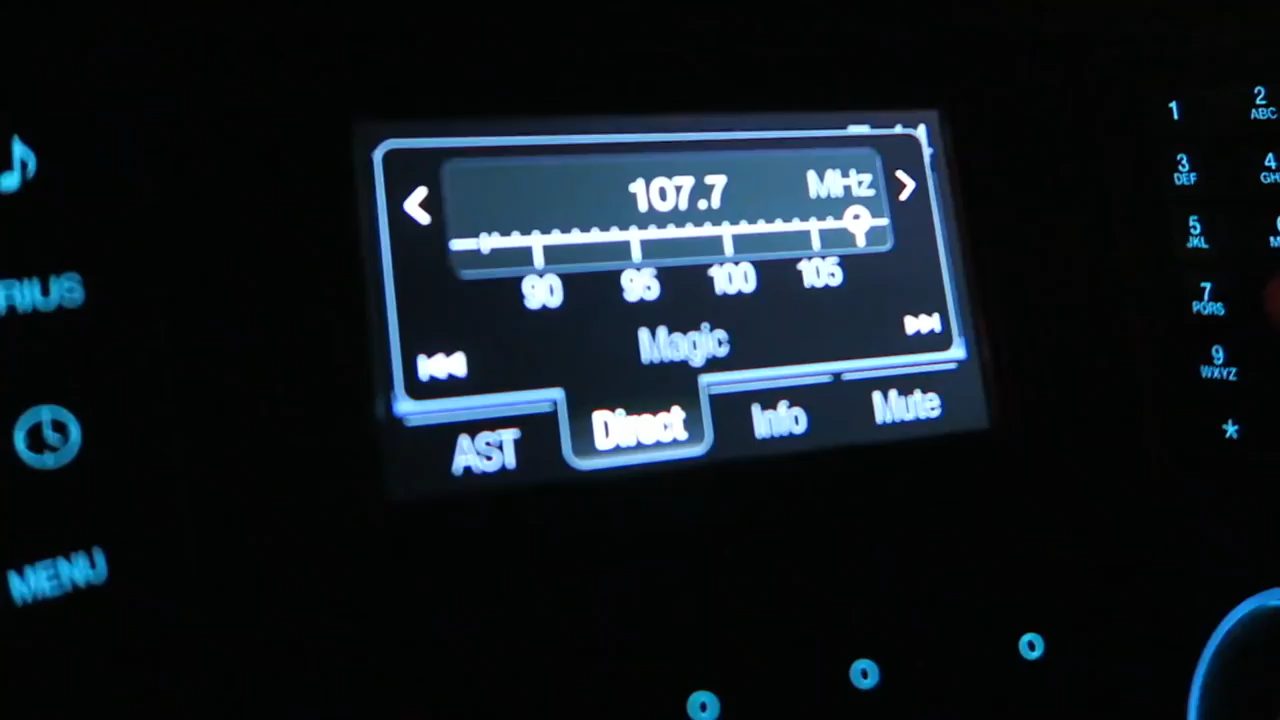 107.7 MHz
90 95 100 105
Magic
AST Direct Info Mute
RIUS
MENU
1
2 ABC
3 DEF
4 GH
5 JKL
7 PQRS
9 WXYZ
*